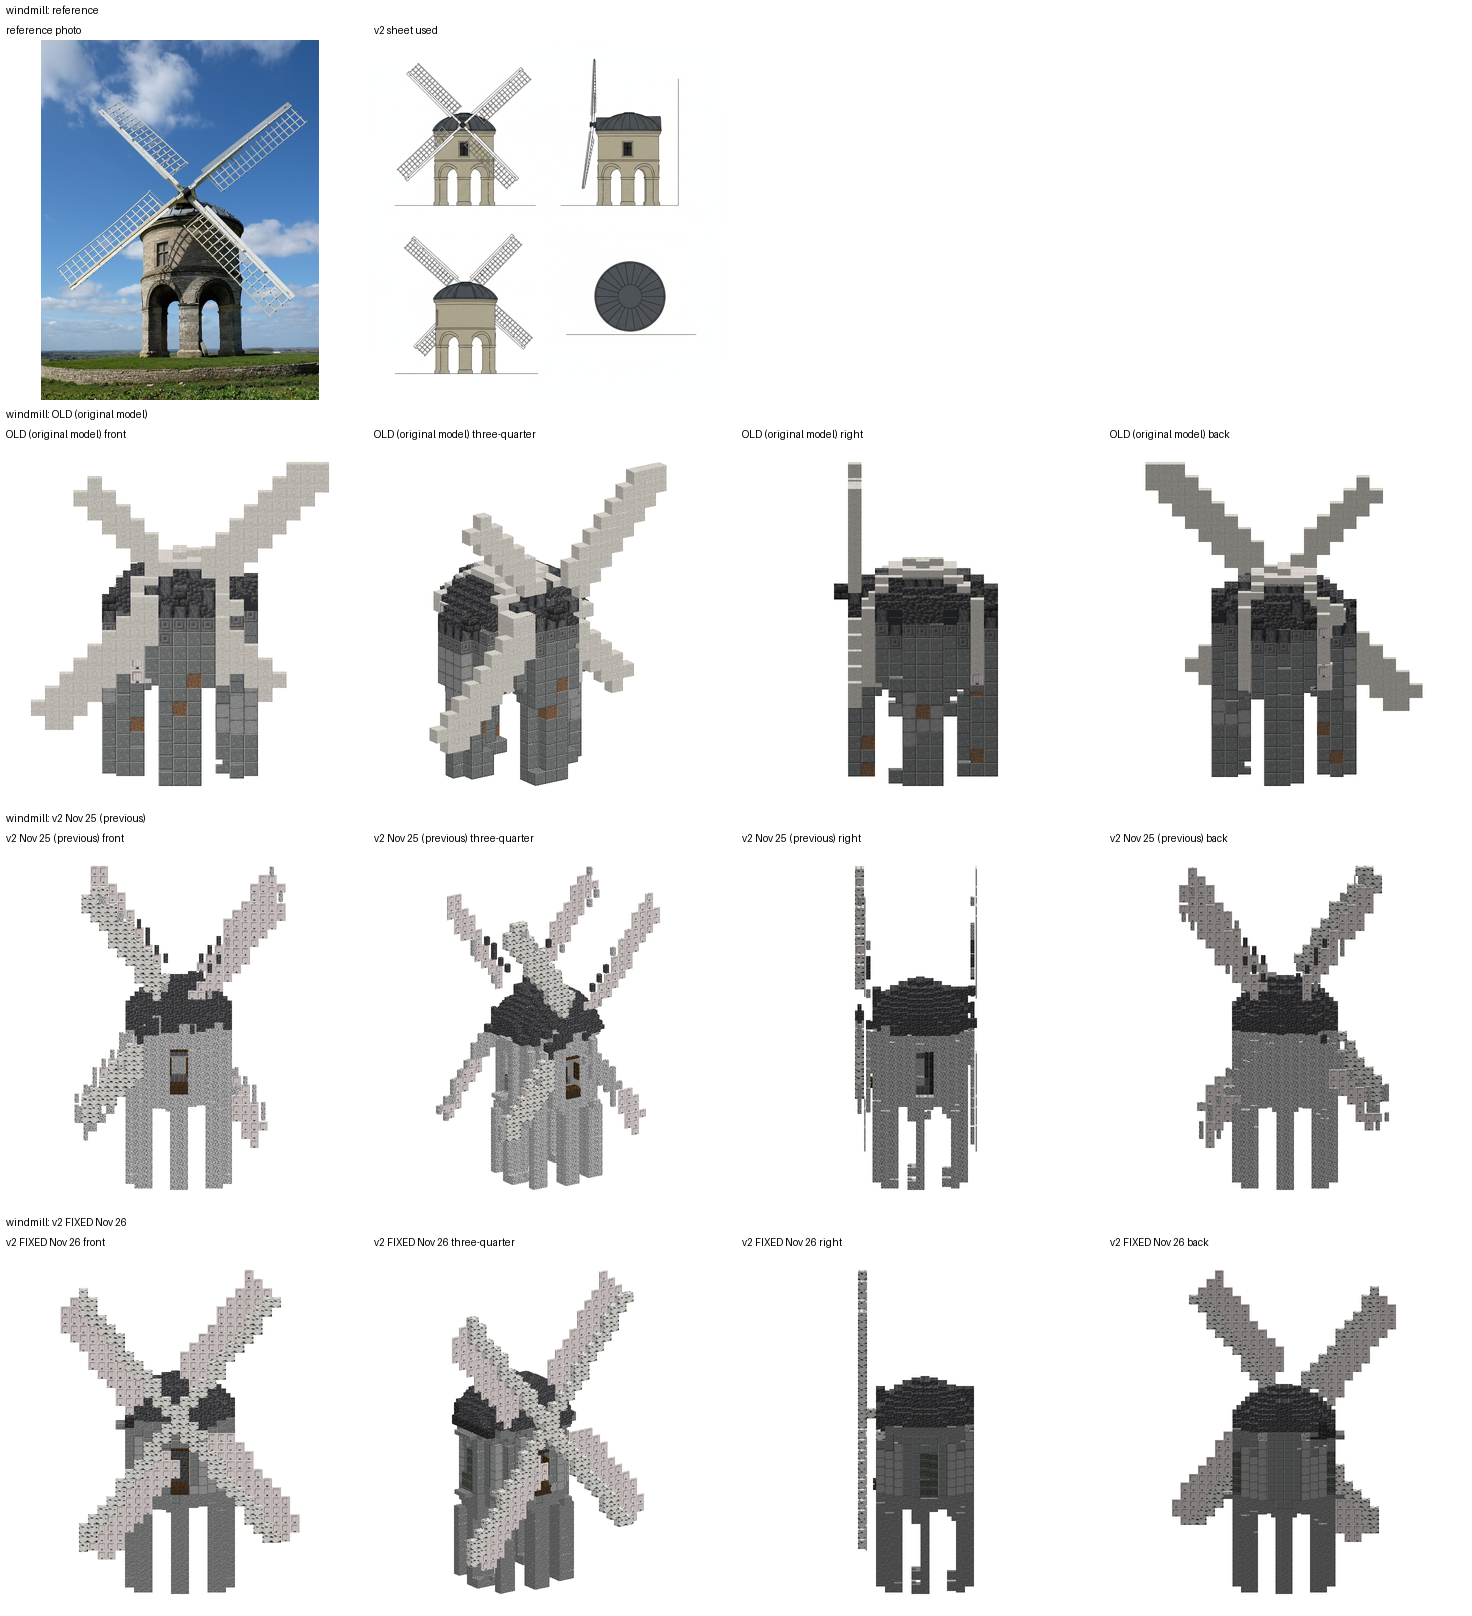 windmill: reference
reference photo
v2 sheet used
windmill: OLD (original model)
OLD (original model) front
OLD (original model) three-quarter
OLD (original model) right
OLD (original model) back
windmill: v2 Nov 25 (previous)
v2 Nov 25 (previous) front
v2 Nov 25 (previous) three-quarter
v2 Nov 25 (previous) right
v2 Nov 25 (previous) back
windmill: v2 FIXED Nov 26
v2 FIXED Nov 26 front
v2 FIXED Nov 26 three-quarter
v2 FIXED Nov 26 right
v2 FIXED Nov 26 back